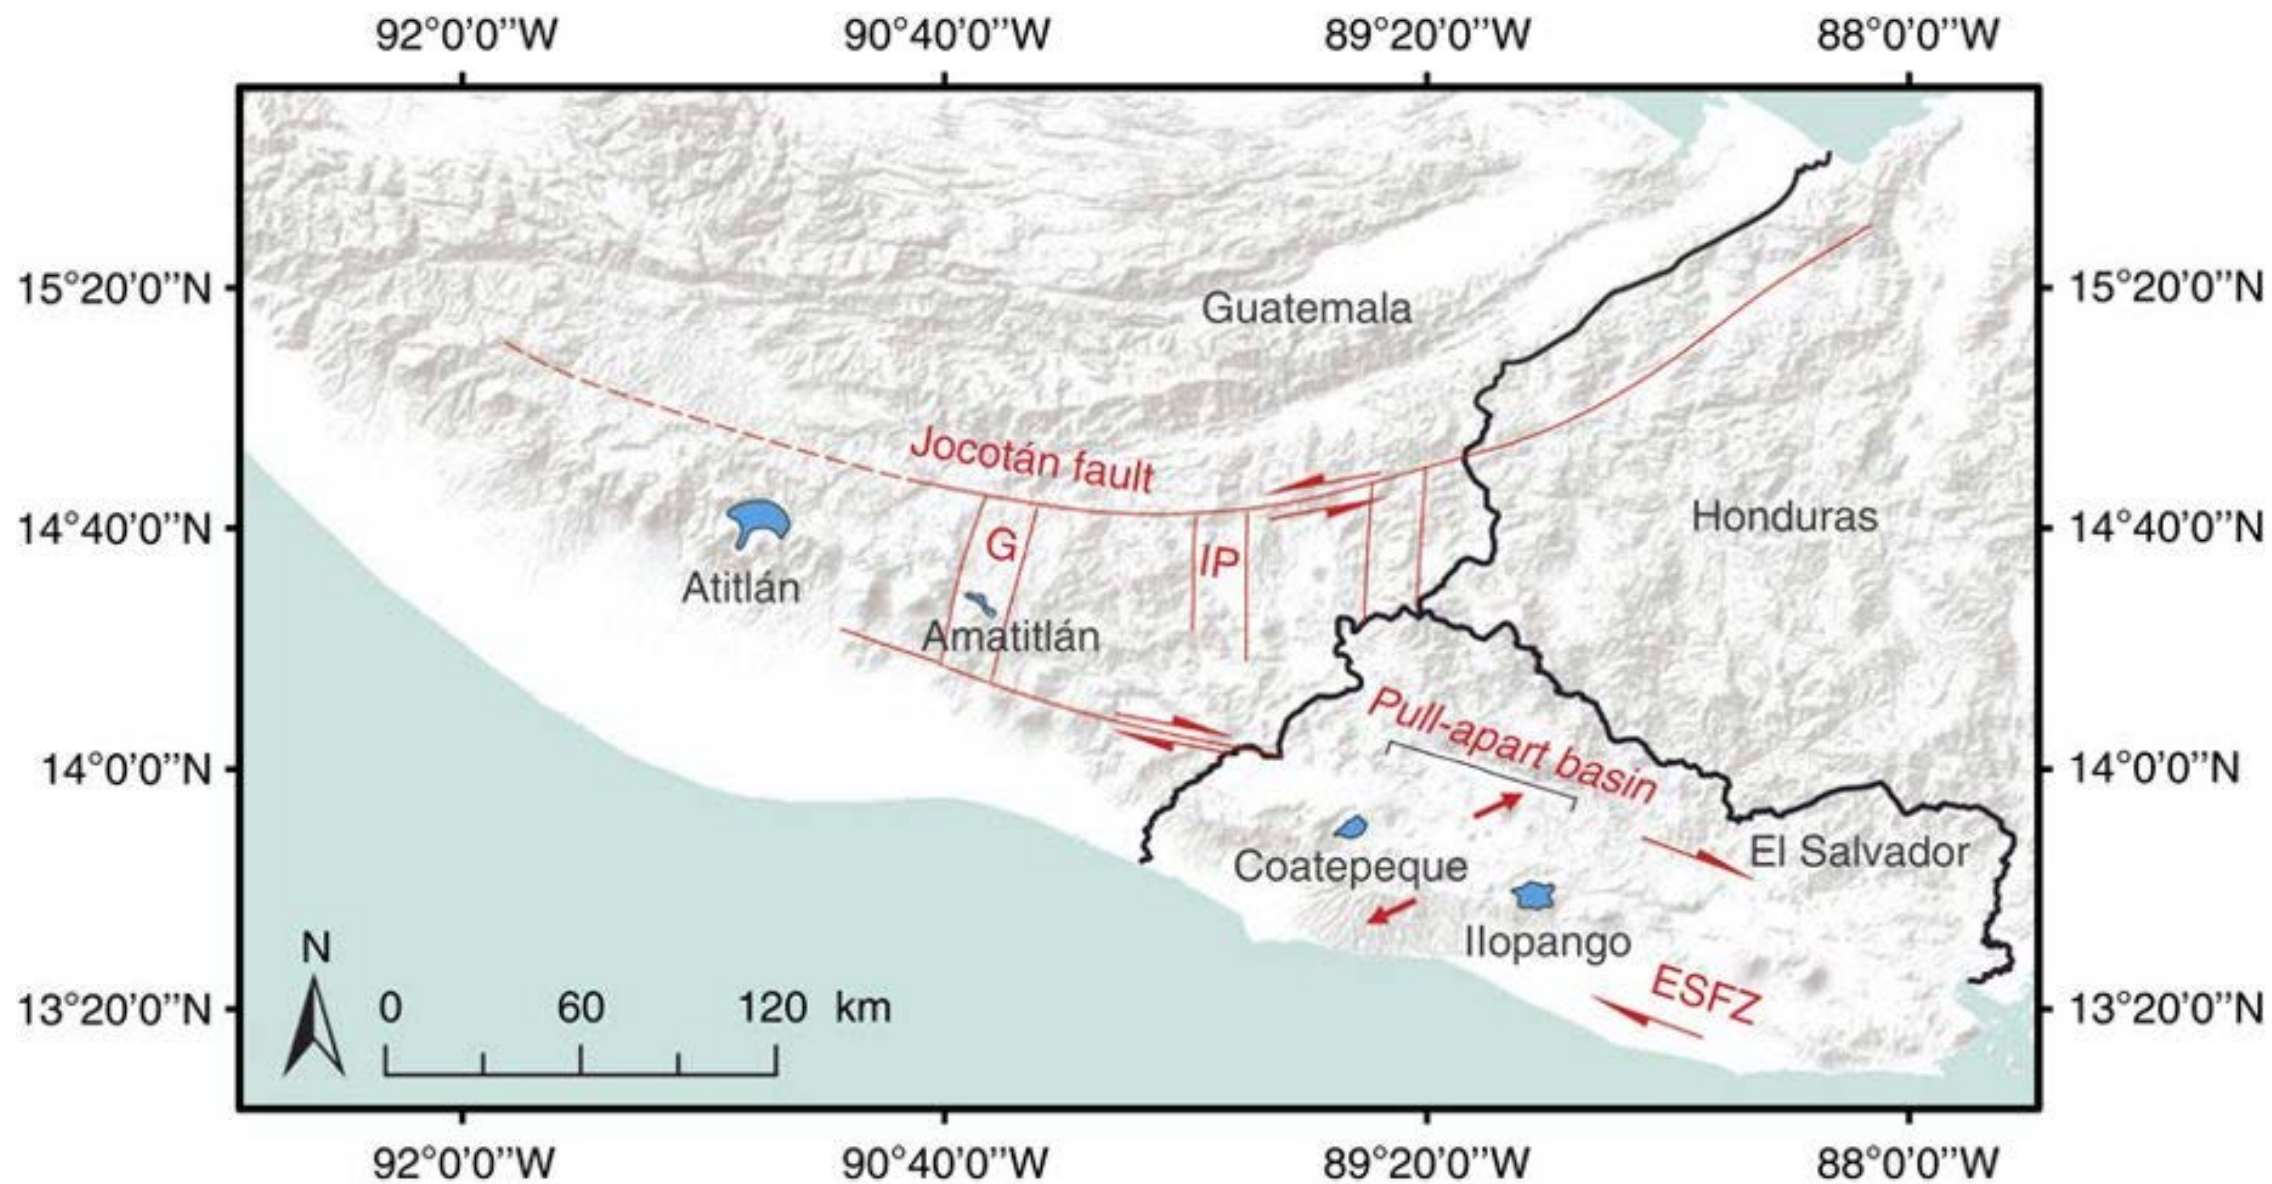 92°0'0’’W 90°40'0’’W 89°20'0’’W 88°0'0’’W
15°20'0’’N 15°20'0’’N
Guatemala
Jocotán fault
14°40'0’’N Honduras 14°40'0’’N
G IP
Atitlán
Amatitlán
Pull-apart basin
14°0'0’’N 14°0'0’’N
El Salvador
Coatepeque
Ilopango
N
ESFZ
13°20'0’’N 0 60 120 km 13°20'0’’N
92°0'0’’W 90°40'0’’W 89°20'0’’W 88°0'0’’W